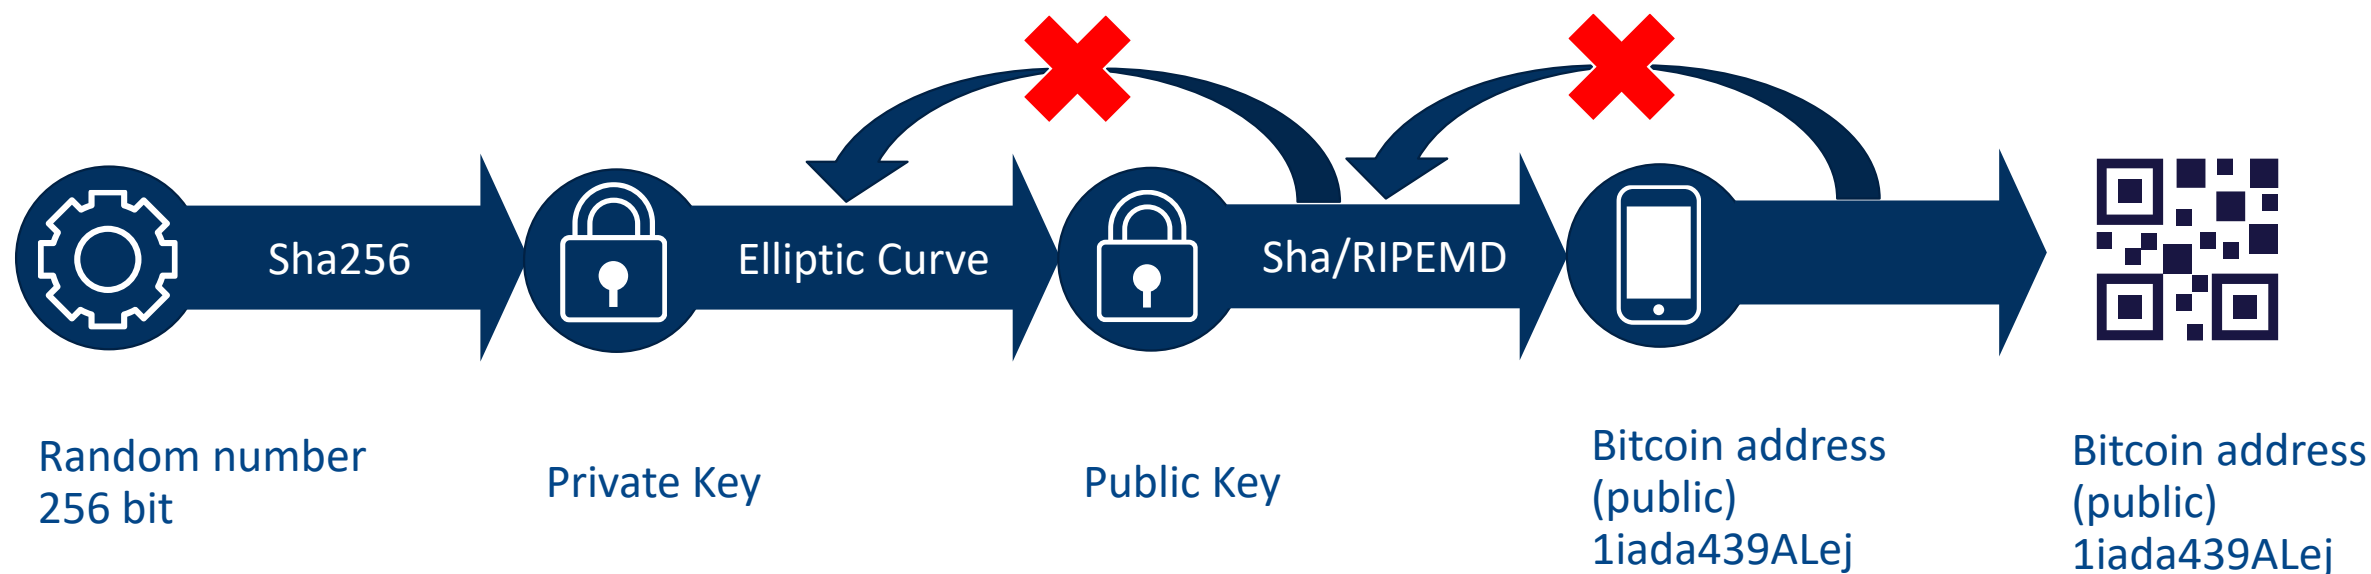 Sha256
Elliptic Curve
Sha/RIPEMD
Random number
256 bit
Private Key
Public Key
Bitcoin address
(public)
1iada439ALej
Bitcoin address
(public)
1iada439ALej